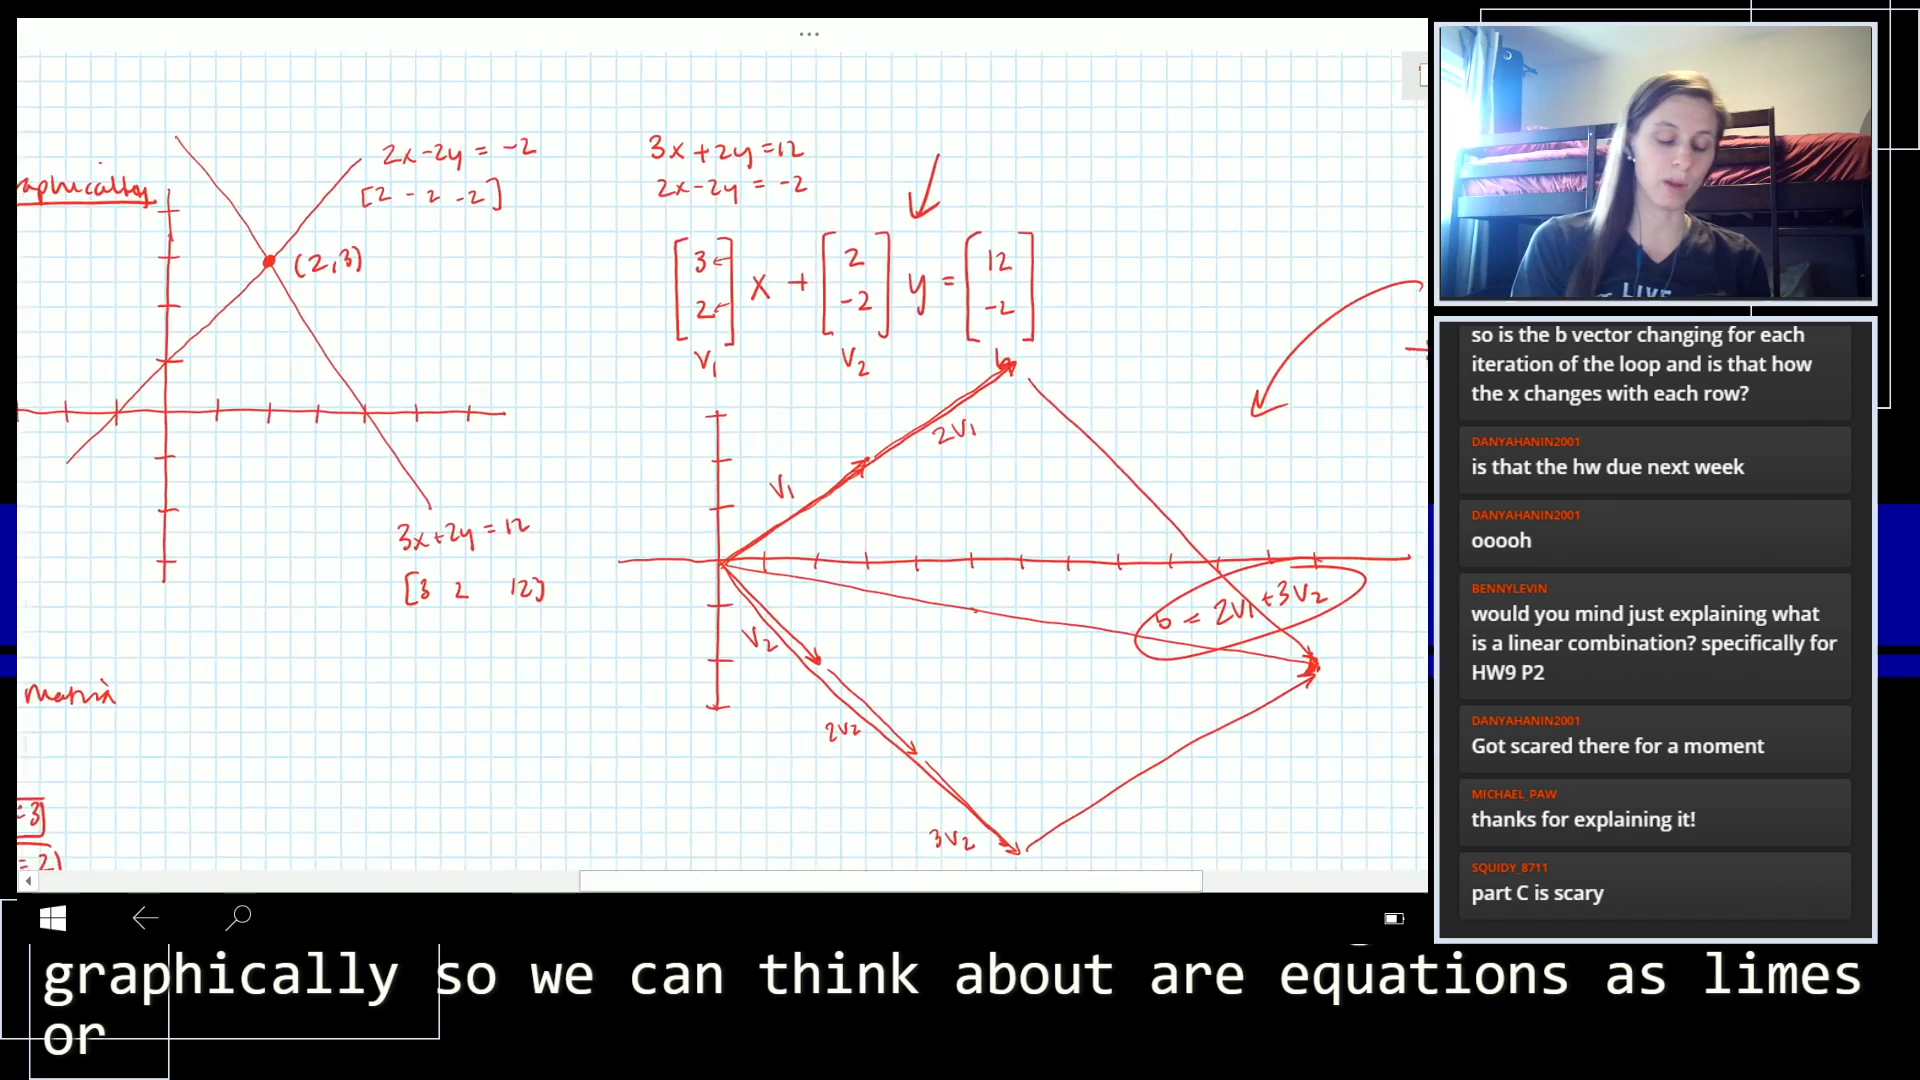 ...
aphically
2x-2y = -2
[2 -2 -2]
(2,3)
3x+2y=12
[3 2 12]
matrix
=3
= 2)
3x+2y=12
2x-2y = -2
[3 2] x + [2 -2] y = [12 -2]
V1 V2 b
2V1
V1
b = 2V1+3V2
V2
2V2
3V2
LIVE
so is the b vector changing for each
iteration of the loop and is that how
the x changes with each row?
DANYAHANIN2001
is that the hw due next week
DANYAHANIN2001
ooooh
BENNYLEVIN
would you mind just explaining what
is a linear combination? specifically for
HW9 P2
DANYAHANIN2001
Got scared there for a moment
MICHAEL_PAW
thanks for explaining it!
SQUIDY_8711
part C is scary
graphically so we can think about are equations as limes
or